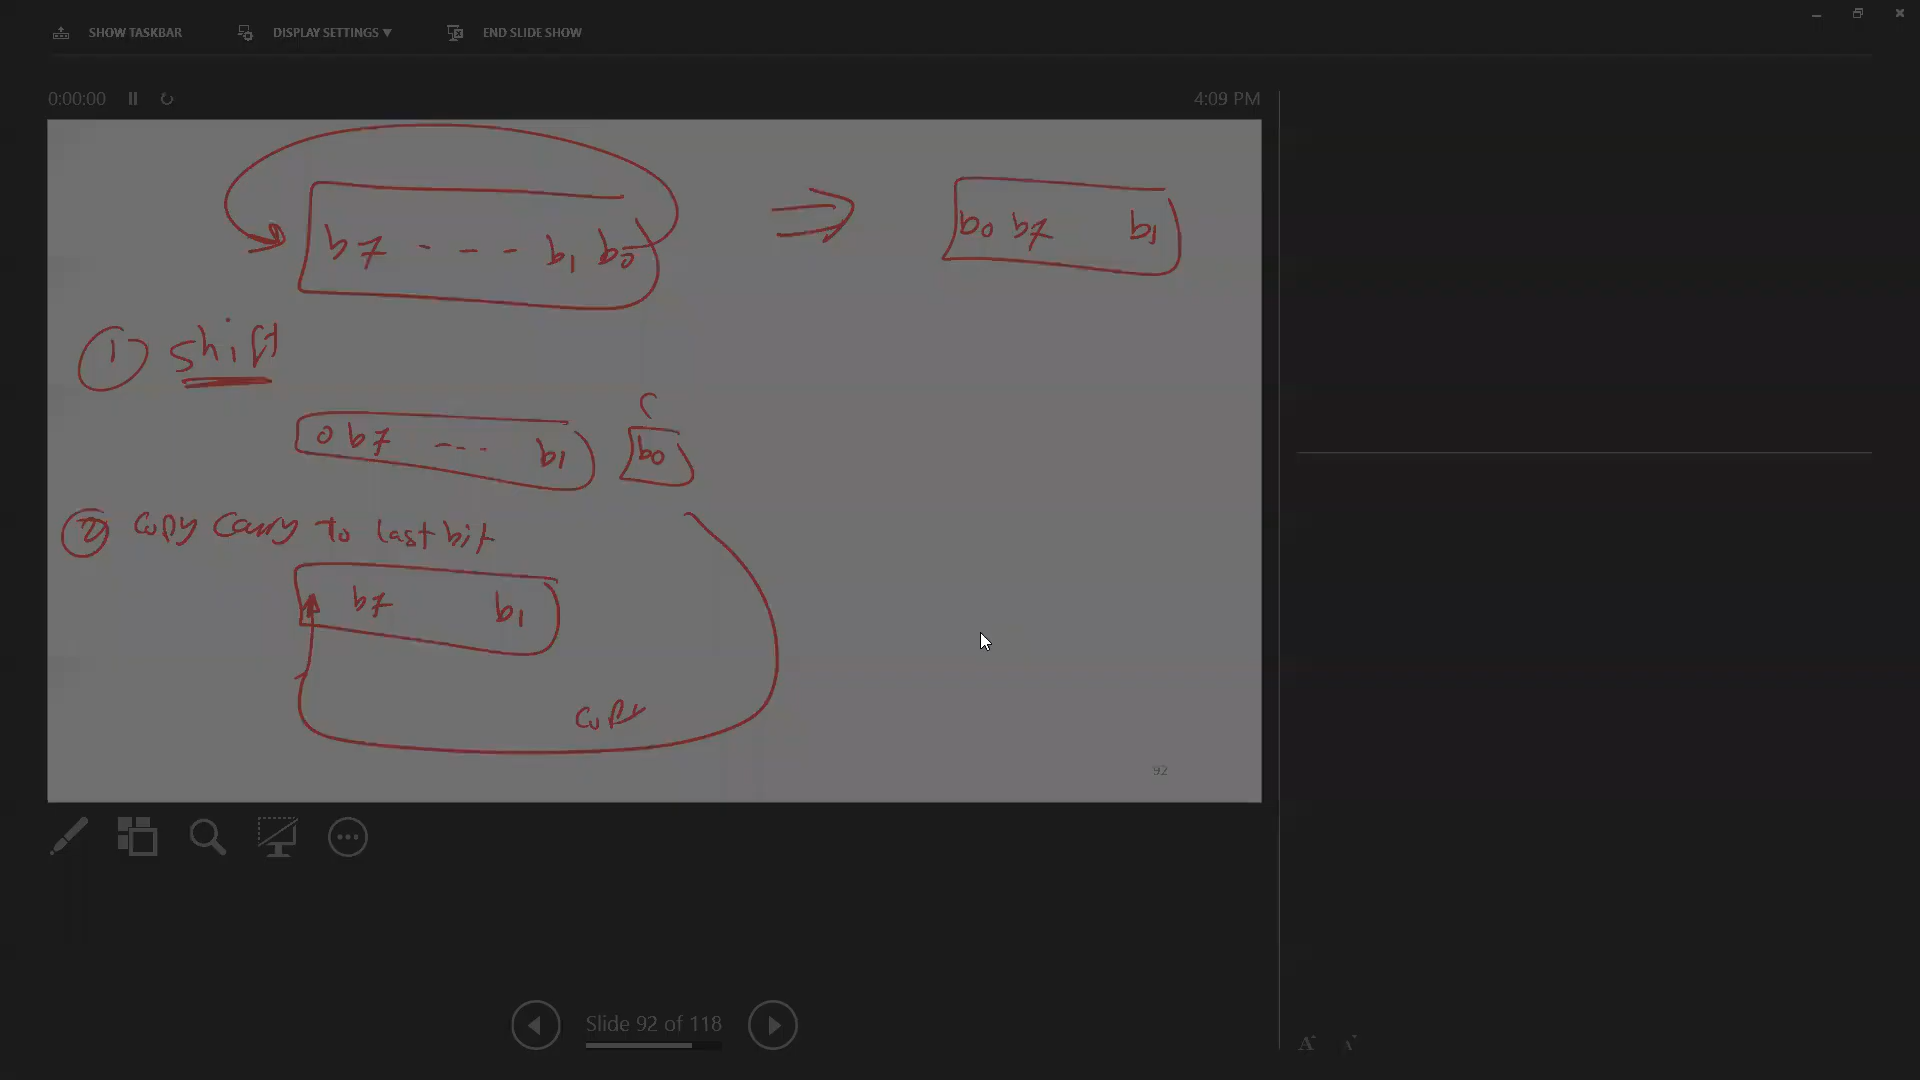 SHOW TASKBAR DISPLAY SETTINGS ▼ END SLIDE SHOW
0:00:00 4:09 PM
b7 - - - b1 b0 ⇒ b0 b7 b1
① shift
C
0 b7 --- b1 b0
② Copy Carry To last bit
b7 b1
Copy
92
Slide 92 of 118
A A